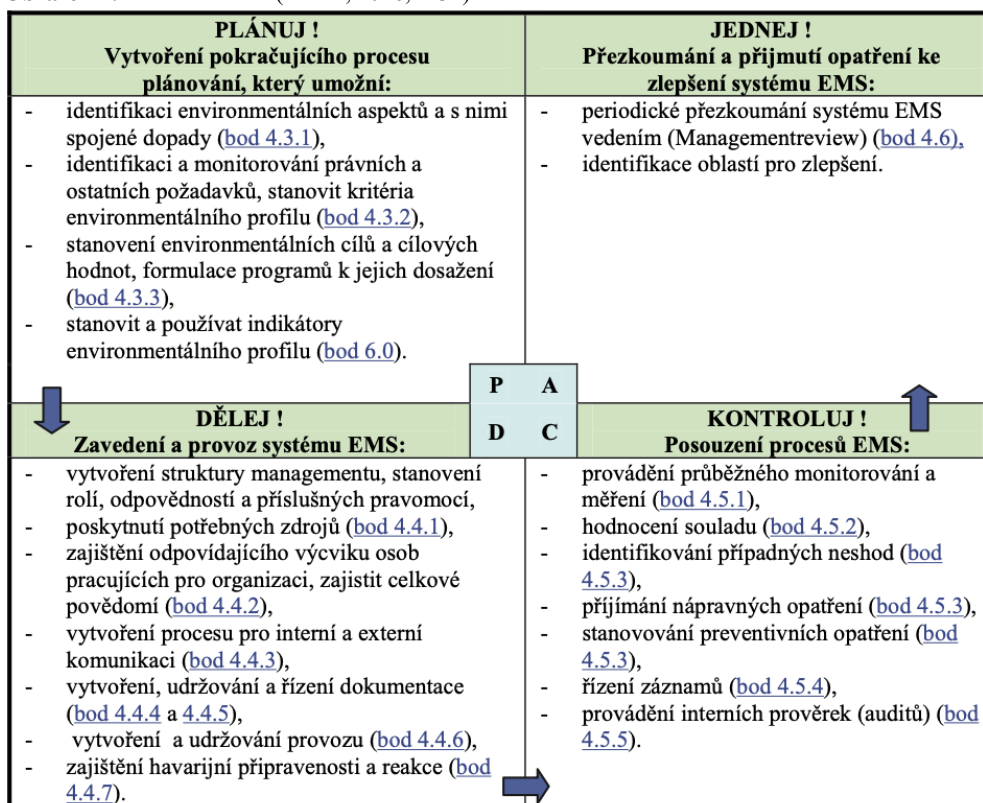 PLÁNUJ !
Vytvoření pokračujícího procesu
plánování, který umožní:
- identifikaci environmentálních aspektů a s nimi
spojené dopady (bod 4.3.1),
- identifikaci a monitorování právních a
ostatních požadavků, stanovit kritéria
environmentálního profilu (bod 4.3.2),
- stanovení environmentálních cílů a cílových
hodnot, formulace programů k jejich dosažení
(bod 4.3.3),
- stanovit a používat indikátory
environmentálního profilu (bod 6.0).
JEDNEJ !
Přezkoumání a přijmutí opatření ke
zlepšení systému EMS:
- periodické přezkoumání systému EMS
vedením (Managementreview) (bod 4.6),
- identifikace oblastí pro zlepšení.
P A
D C
DĚLEJ !
Zavedení a provoz systému EMS:
- vytvoření struktury managementu, stanovení
rolí, odpovědností a příslušných pravomocí,
- poskytnutí potřebných zdrojů (bod 4.4.1),
- zajištění odpovídajícího výcviku osob
pracujících pro organizaci, zajistit celkové
povědomí (bod 4.4.2),
- vytvoření procesu pro interní a externí
komunikaci (bod 4.4.3),
- vytvoření, udržování a řízení dokumentace
(bod 4.4.4 a 4.4.5),
- vytvoření a udržování provozu (bod 4.4.6),
- zajištění havarijní připravenosti a reakce (bod
4.4.7).
KONTROLUJ !
Posouzení procesů EMS:
- provádění průběžného monitorování a
měření (bod 4.5.1),
- hodnocení souladu (bod 4.5.2),
- identifikování případných neshod (bod
4.5.3),
- příjímání nápravných opatření (bod 4.5.3),
- stanovování preventivních opatření (bod
4.5.3),
- řízení záznamů (bod 4.5.4),
- provádění interních prověrek (auditů) (bod
4.5.5).